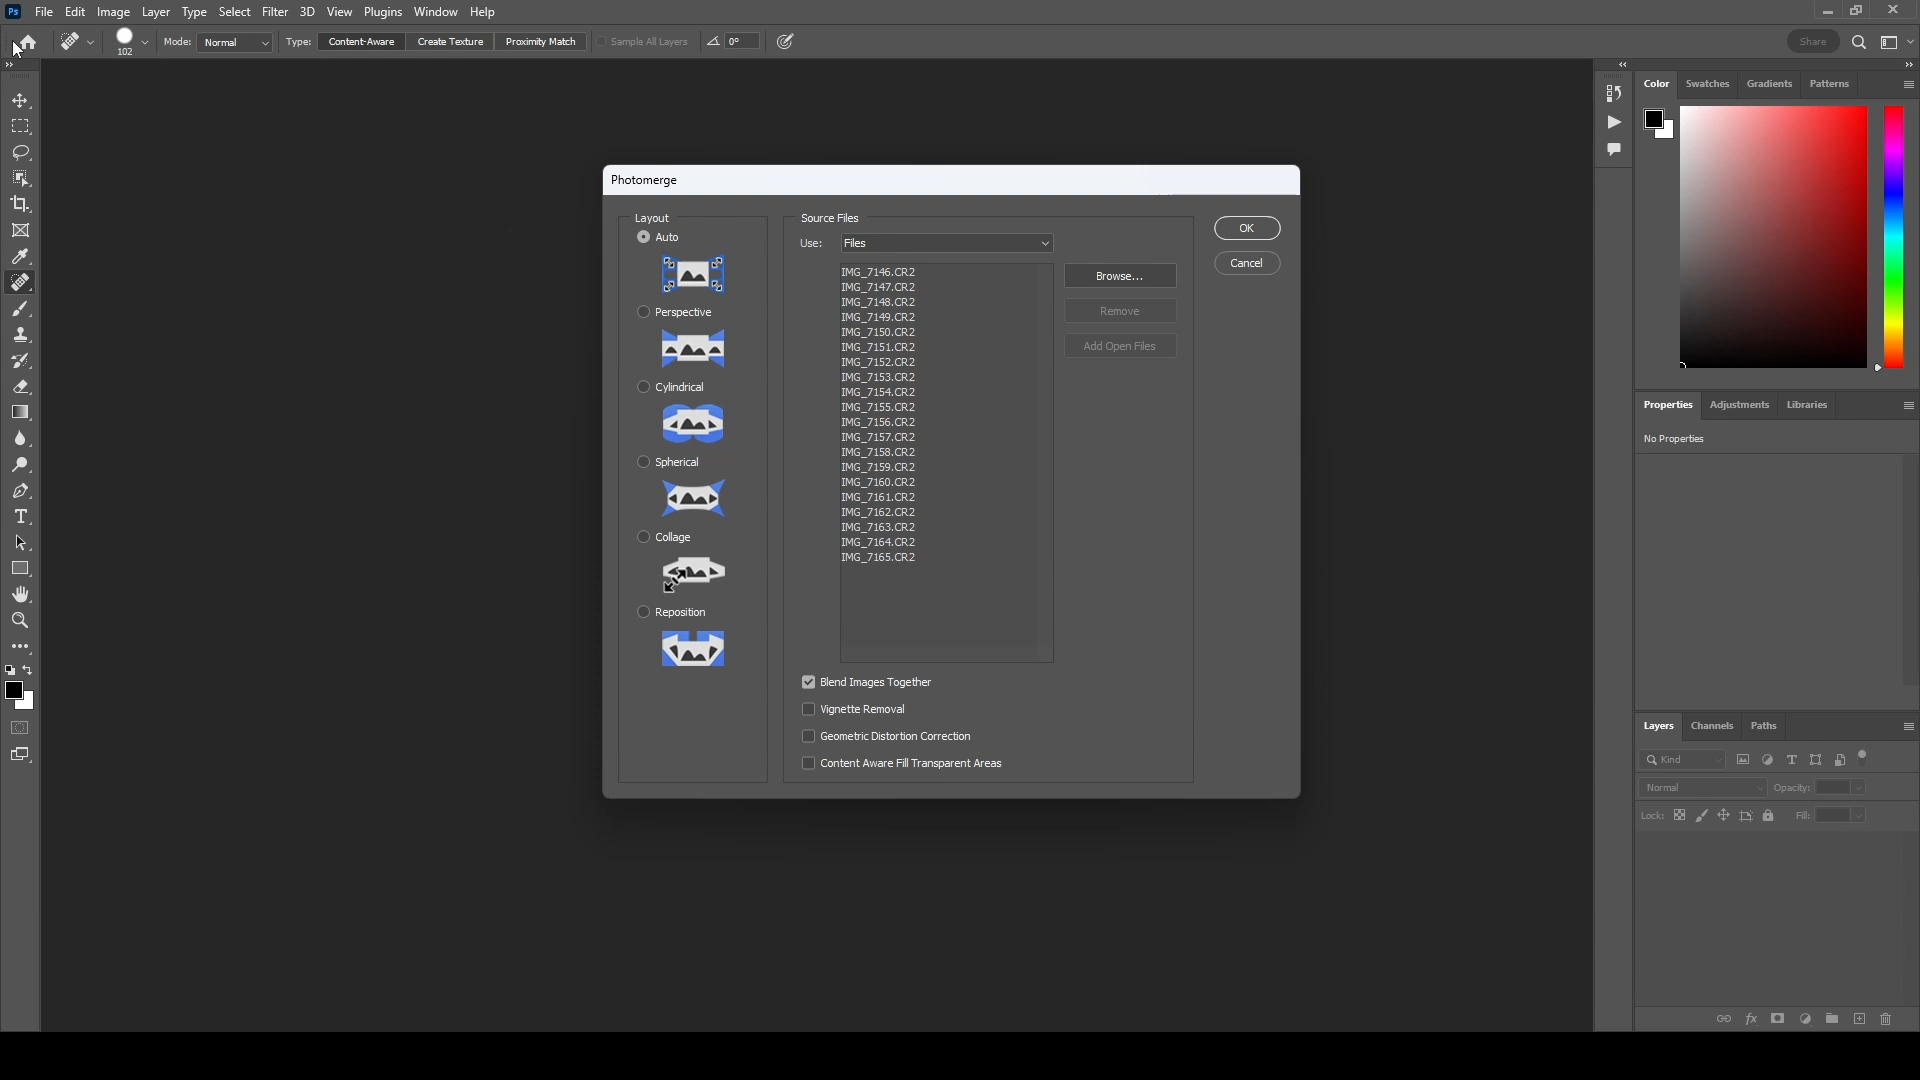 Ps File Edit Image Layer Type Select Filter 3D View Plugins Window Help
102 Mode: Normal Type: Content-Aware Create Texture Proximity Match Sample All Layers 0° Share
Color Swatches Gradients Patterns
Photomerge
Layout
Auto
Perspective
Cylindrical
Spherical
Collage
Reposition
Source Files
Use: Files
IMG_7146.CR2
IMG_7147.CR2
IMG_7148.CR2
IMG_7149.CR2
IMG_7150.CR2
IMG_7151.CR2
IMG_7152.CR2
IMG_7153.CR2
IMG_7154.CR2
IMG_7155.CR2
IMG_7156.CR2
IMG_7157.CR2
IMG_7158.CR2
IMG_7159.CR2
IMG_7160.CR2
IMG_7161.CR2
IMG_7162.CR2
IMG_7163.CR2
IMG_7164.CR2
IMG_7165.CR2
Browse...
Remove
Add Open Files
Blend Images Together
Vignette Removal
Geometric Distortion Correction
Content Aware Fill Transparent Areas
OK
Cancel
Properties Adjustments Libraries
No Properties
Layers Channels Paths
Kind
Normal Opacity:
Lock: Fill: